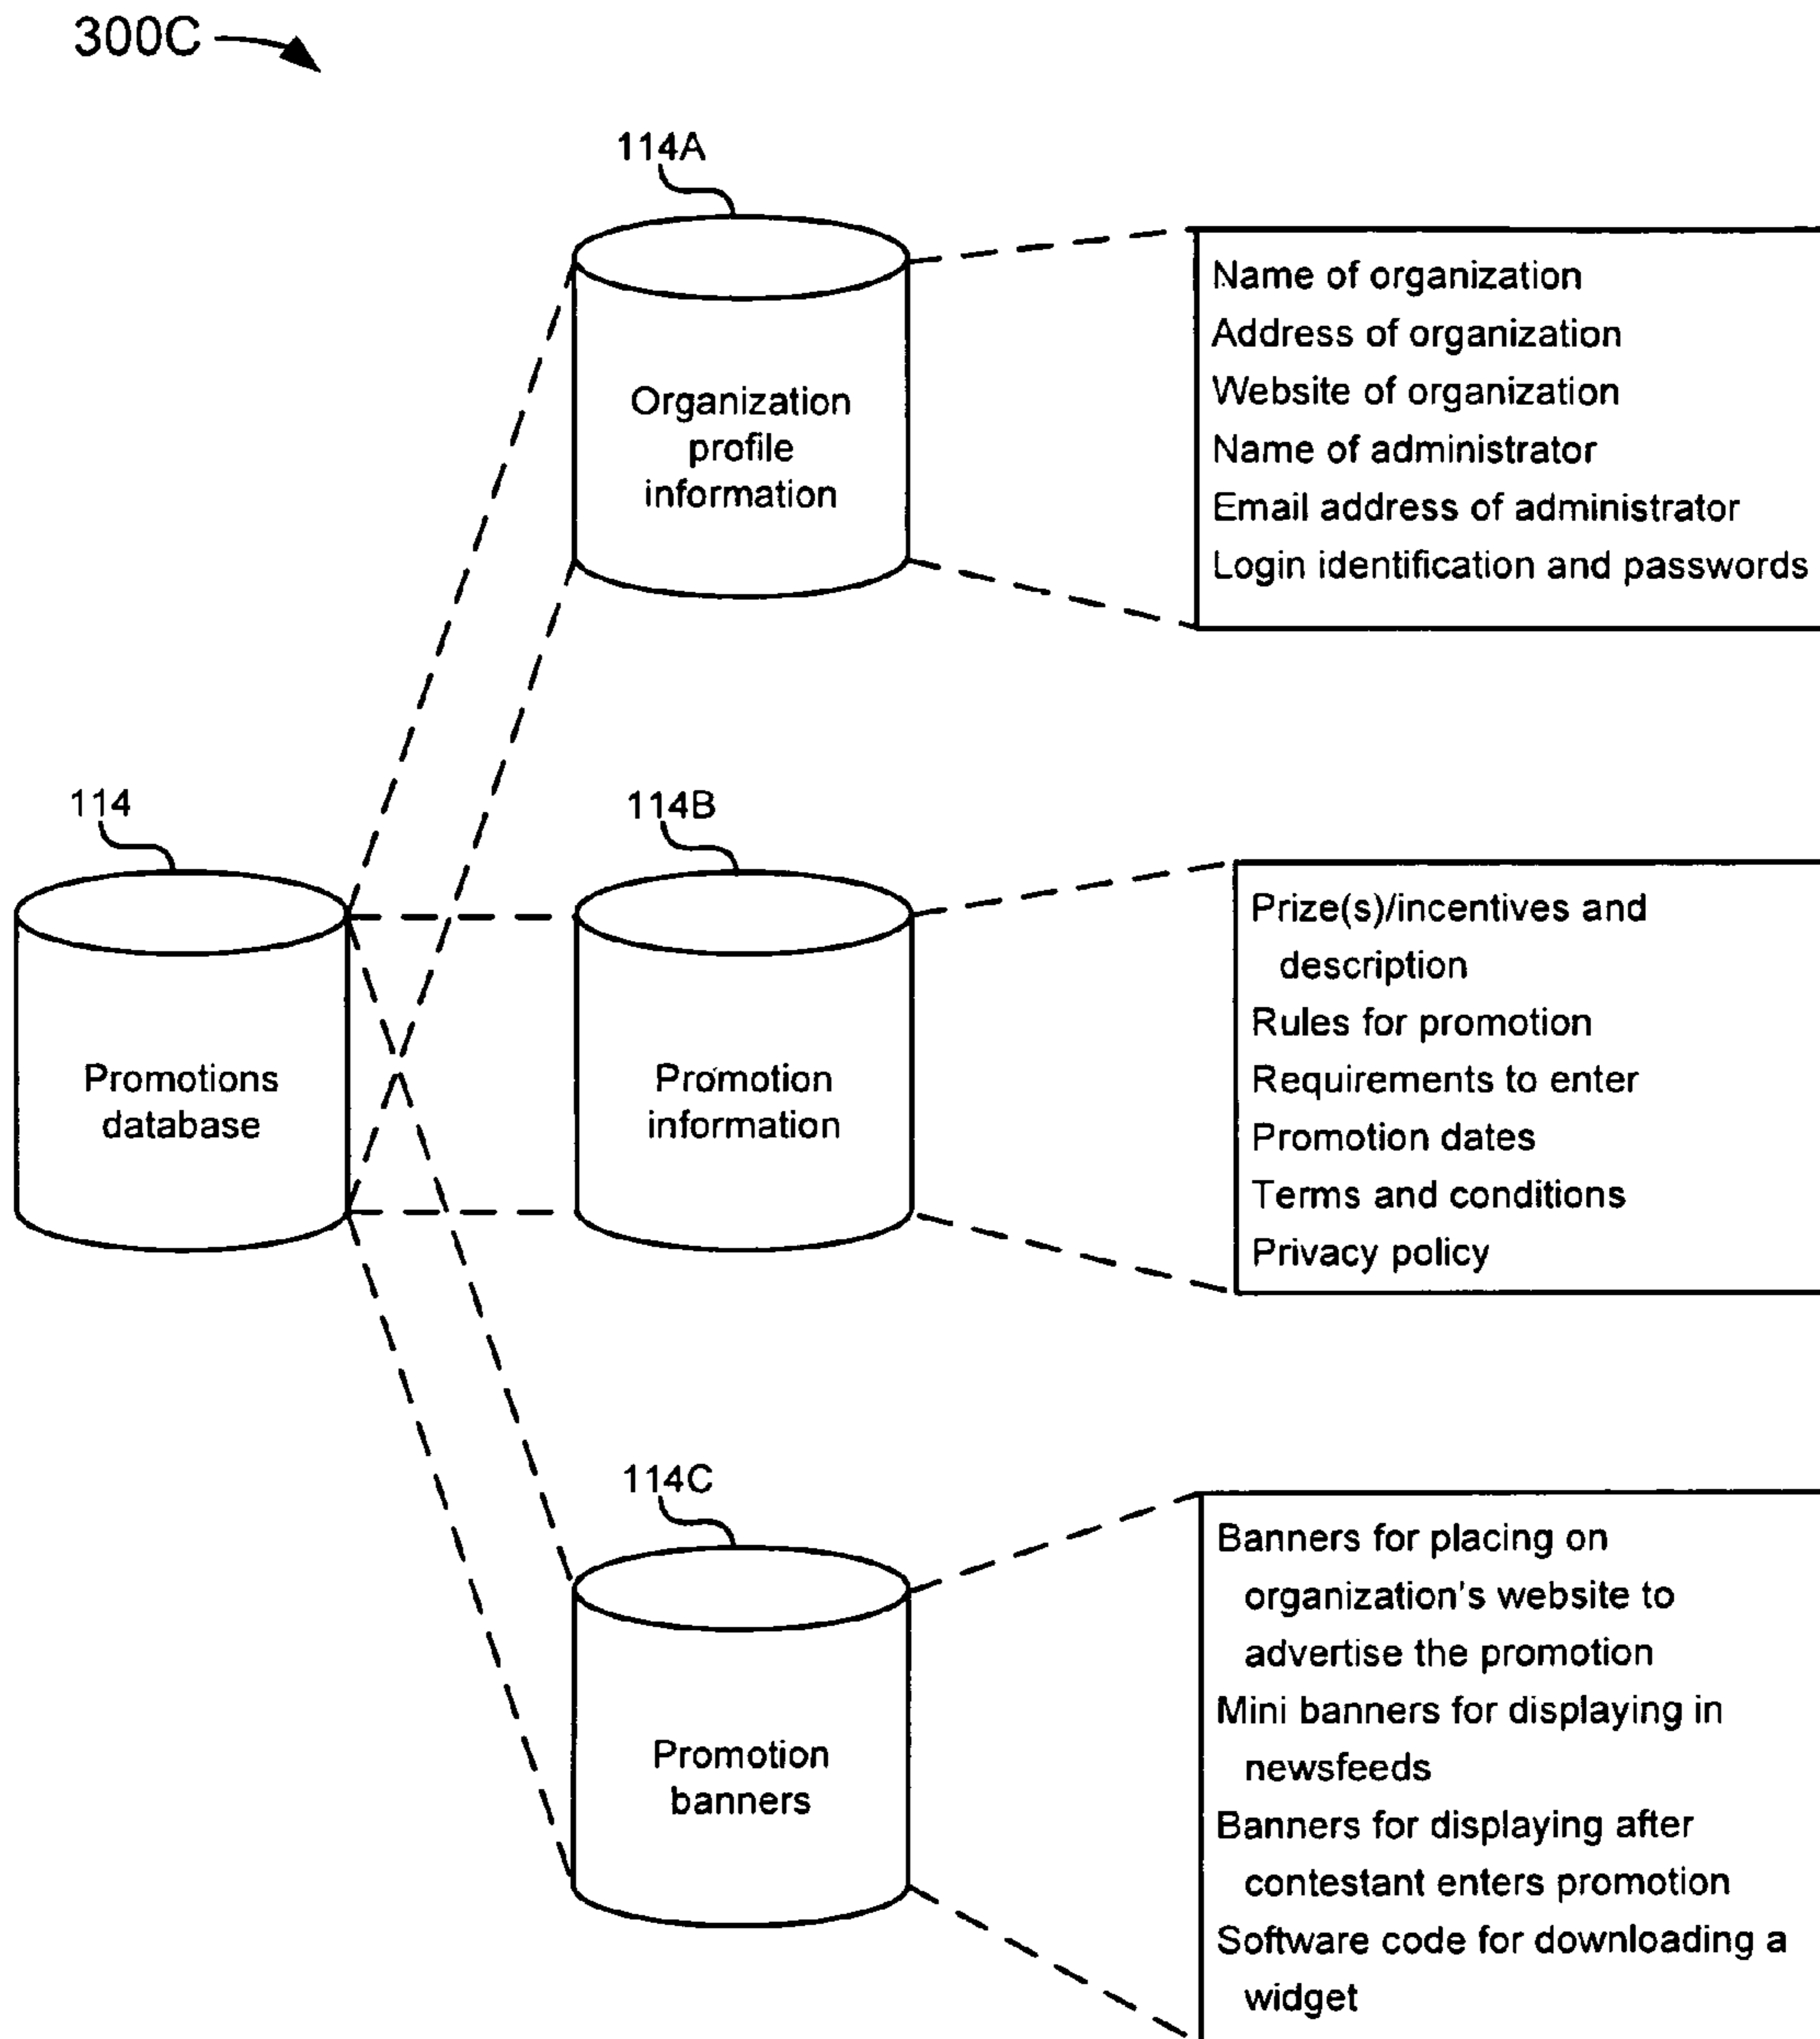 300C
114A
Organization
profile
information
Name of organization
Address of organization
Website of organization
Name of administrator
Email address of administrator
Login identification and passwords
114
Promotions
database
114B
Promotion
information
Prize(s)/incentives and
description
Rules for promotion
Requirements to enter
Promotion dates
Terms and conditions
Privacy policy
114C
Promotion
banners
Banners for placing on
organization's website to
advertise the promotion
Mini banners for displaying in
newsfeeds
Banners for displaying after
contestant enters promotion
Software code for downloading a
widget